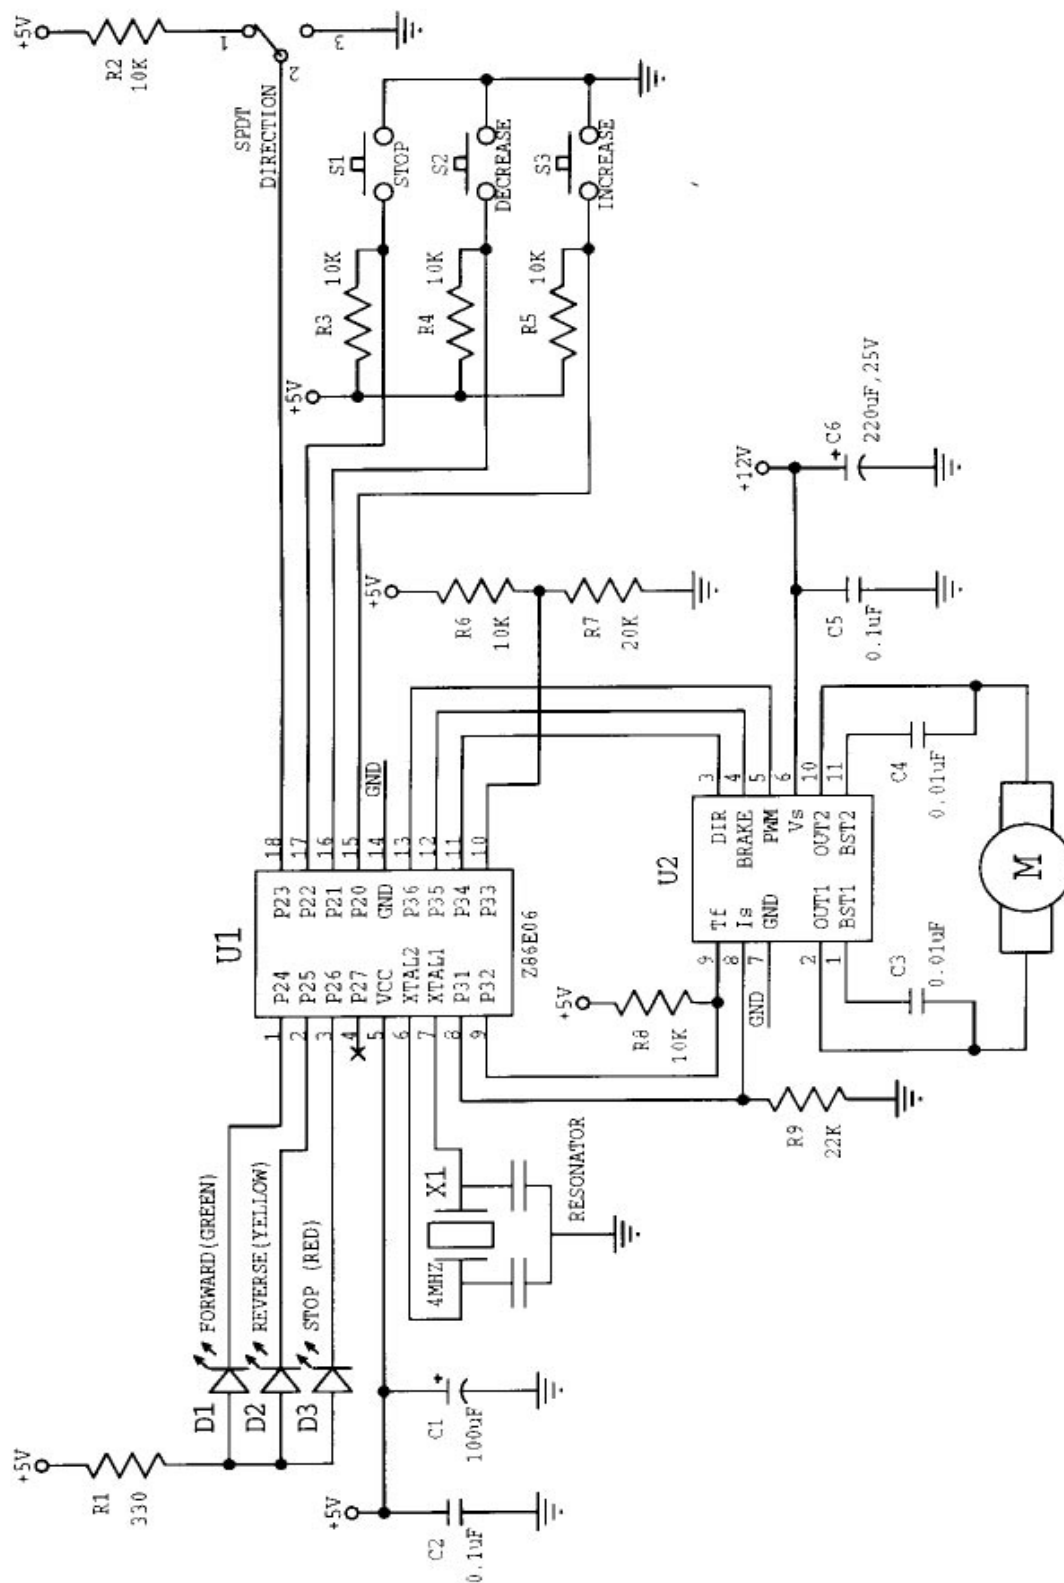 +5V
R1
330
D1
FORWARD(GREEN)
D2
REVERSE(YELLOW)
D3
STOP (RED)
+5V
C2
0.1uF
C1
+
100uF
4MHZ
X1
RESONATOR
U1
Z86E06
1 P24
2 P25
3 P26
4 P27
5 VCC
6 XTAL2
7 XTAL1
8 P31
9 P32
P23 18
P22 17
P21 16
P20 15
GND 14
P36 13
P35 12
P34 11
P33 10
GND
+5V
R2
10K
1
2
3
SPDT
DIRECTION
+5V
R3
10K
S1
STOP
R4
10K
S2
DECREASE
R5
10K
S3
INCREASE
+5V
R6
10K
R7
20K
+5V
R8
10K
R9
22K
GND
U2
9 Tf
8 Is
7 GND
2 OUT1
1 BST1
DIR 3
BRAKE 4
PWM 5
Vs 6
OUT2 10
BST2 11
C3
0.01uF
C4
0.01uF
M
C5
0.1uF
+12V
+
C6
220uF,25V